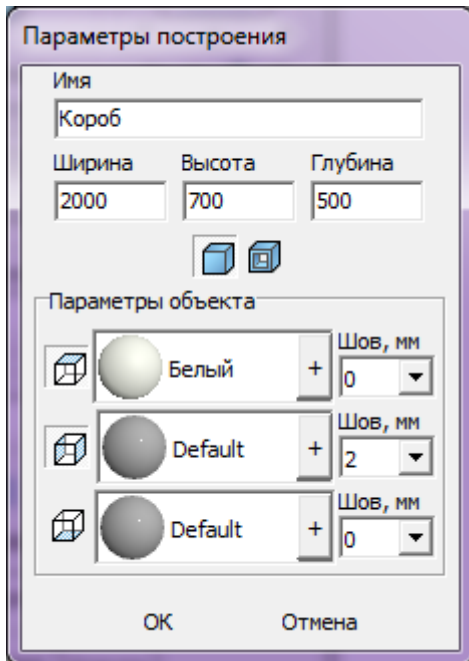 Параметры построения
Имя
Короб
Ширина Высота Глубина
2000 700 500
Параметры объекта
Шов, мм
Белый + 0
Шов, мм
Default + 2
Шов, мм
Default + 0
OK Отмена